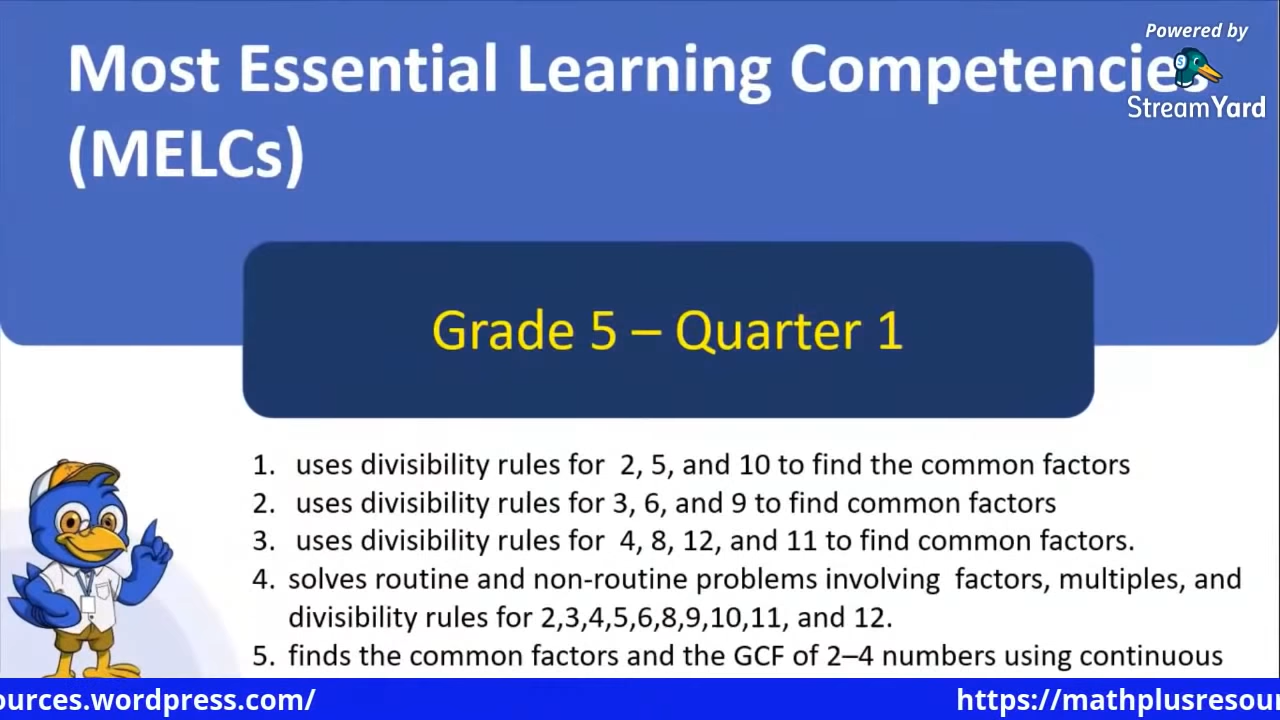 Powered by
StreamYard
Most Essential Learning Competencies
(MELCs)
Grade 5 – Quarter 1
1. uses divisibility rules for 2, 5, and 10 to find the common factors
2. uses divisibility rules for 3, 6, and 9 to find common factors
3. uses divisibility rules for 4, 8, 12, and 11 to find common factors.
4. solves routine and non-routine problems involving factors, multiples, and
divisibility rules for 2,3,4,5,6,8,9,10,11, and 12.
5. finds the common factors and the GCF of 2–4 numbers using continuous
ources.wordpress.com/ https://mathplusresour